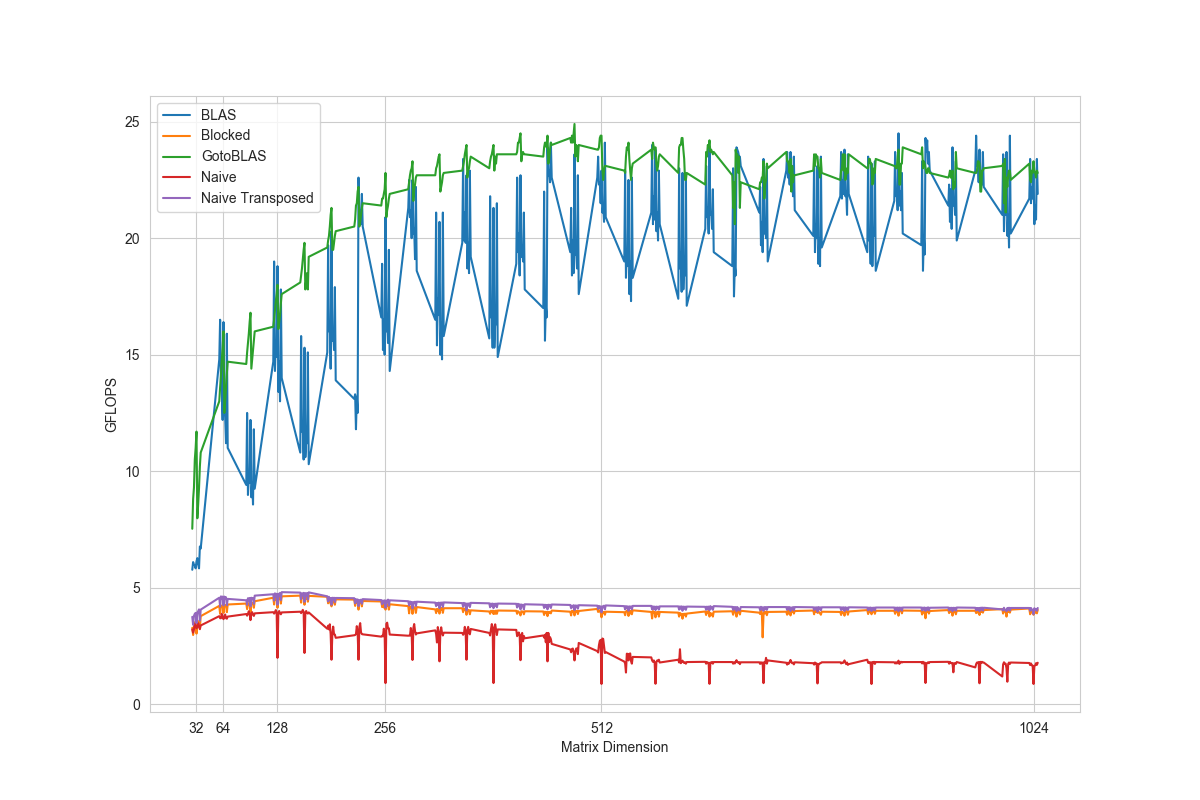 BLAS
Blocked
GotoBLAS
Naive
Naive Transposed
25
20
15
10
5
0
GFLOPS
32 64 128 256 512 1024
Matrix Dimension